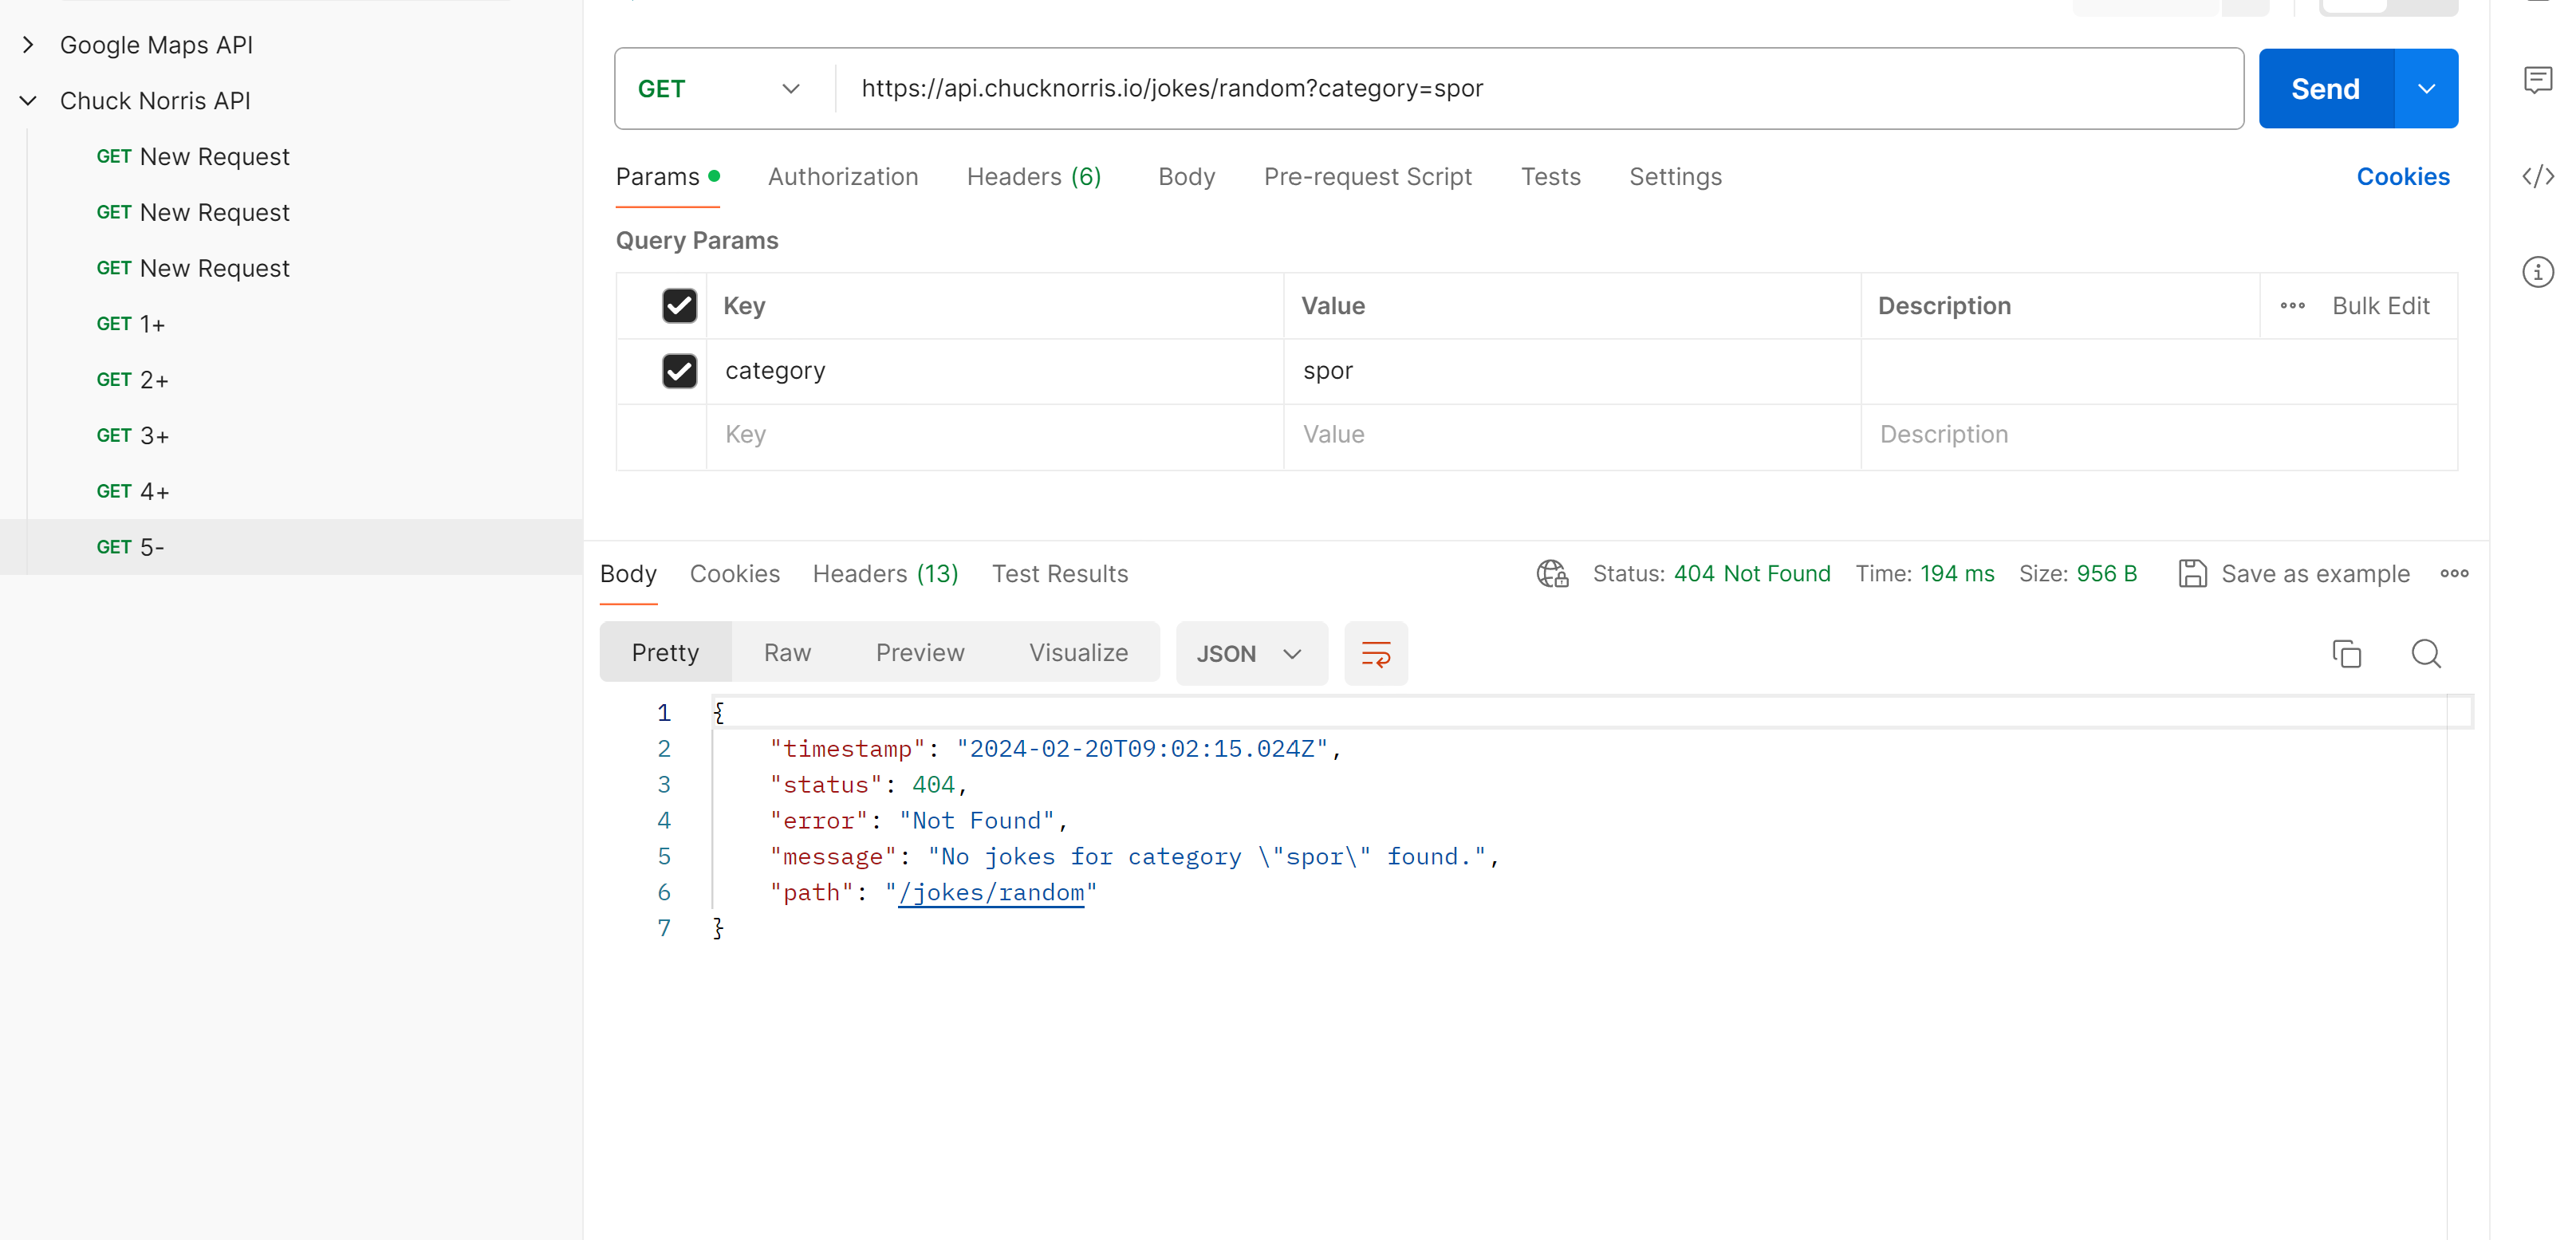 Google Maps API
Chuck Norris API
GET New Request
GET New Request
GET New Request
GET 1+
GET 2+
GET 3+
GET 4+
GET 5-
GET https://api.chucknorris.io/jokes/random?category=spor Send
Params Authorization Headers (6) Body Pre-request Script Tests Settings Cookies
Query Params
Key Value Description Bulk Edit
category spor
Key Value Description
Body Cookies Headers (13) Test Results Status: 404 Not Found Time: 194 ms Size: 956 B Save as example
Pretty Raw Preview Visualize JSON
1 {
2 "timestamp": "2024-02-20T09:02:15.024Z",
3 "status": 404,
4 "error": "Not Found",
5 "message": "No jokes for category \"spor\" found.",
6 "path": "/jokes/random"
7 }